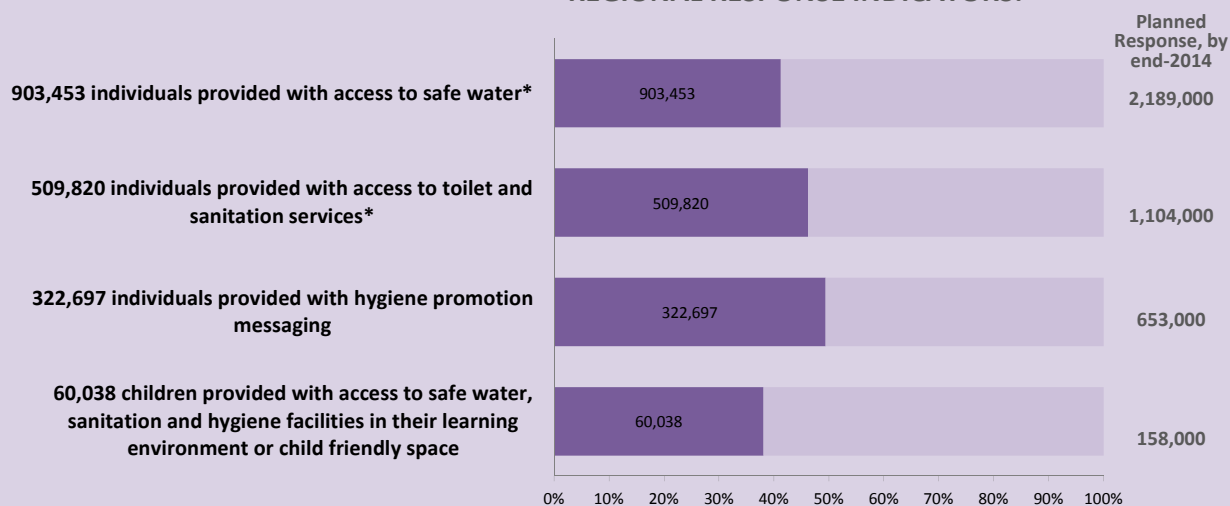 Planned
Response, by
end-2014
903,453 individuals provided with access to safe water*
903,453
2,189,000
509,820 individuals provided with access to toilet and
sanitation services*
509,820
1,104,000
322,697 individuals provided with hygiene promotion
messaging
322,697
653,000
60,038 children provided with access to safe water,
sanitation and hygiene facilities in their learning
environment or child friendly space
60,038
158,000
0% 10% 20% 30% 40% 50% 60% 70% 80% 90% 100%